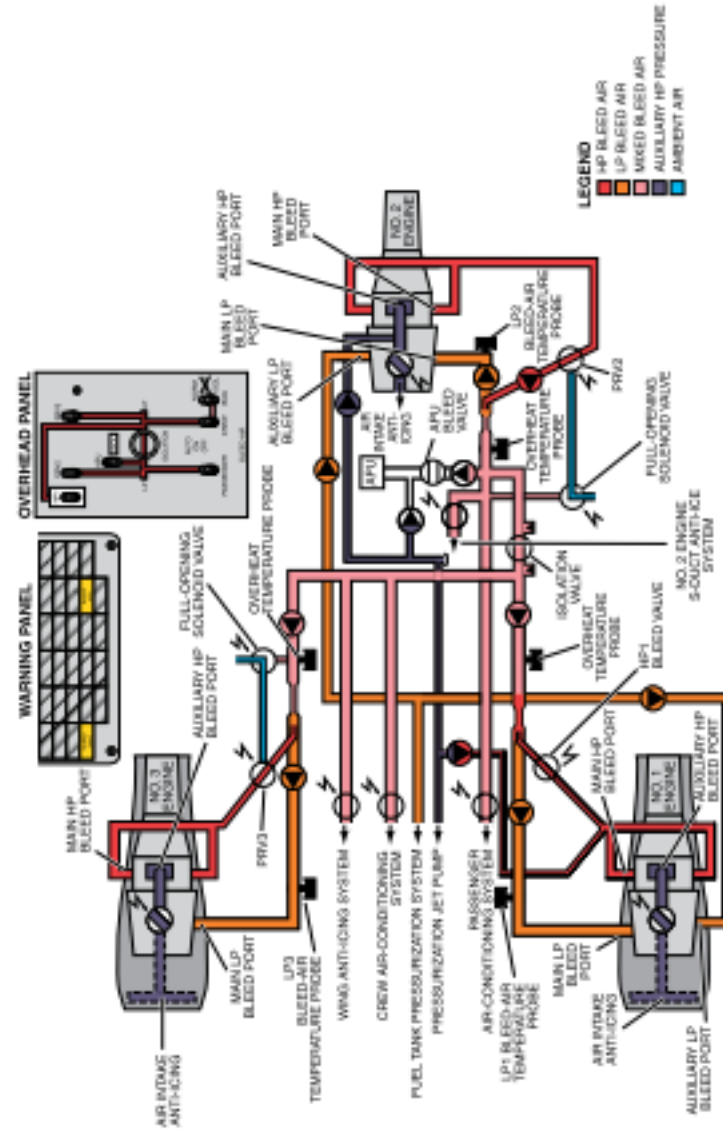 WARNING PANEL
OVERHEAD PANEL
MAIN HP
BLEED PORT
NO. 3
ENGINE
FULL-OPENING
SOLENOID VALVE
AUXILIARY HP
BLEED PORT
OVERHEAT
TEMPERATURE PROBE
PRV3
AIR INTAKE
ANTI-ICING
MAIN LP
BLEED PORT
LP3
BLEED-AIR
TEMPERATURE PROBE
WING ANTI-ICING SYSTEM
CREW AIR-CONDITIONING
SYSTEM
FUEL TANK PRESSURIZATION SYSTEM
PRESSURIZATION JET PUMP
PASSENGER
AIR-CONDITIONING SYSTEM
LP1 BLEED-AIR
TEMPERATURE
PROBE
MAIN LP
BLEED
PORT
AIR INTAKE
ANTI-ICING
AUXILIARY LP
BLEED PORT
NO. 1
ENGINE
MAIN HP
BLEED PORT
AUXILIARY HP
BLEED PORT
HP1
BLEED VALVE
OVERHEAT
TEMPERATURE
PROBE
ISOLATION
VALVE
NO. 2 ENGINE
S-DUCT ANTI-ICE
SYSTEM
FULL-OPENING
SOLENOID VALVE
PRV2
OVERHEAT
TEMPERATURE
PROBE
LP2
BLEED-AIR
TEMPERATURE
PROBE
APU
APU
BLEED
VALVE
AIR
INTAKE
ANTI-
ICING
AUXILIARY LP
BLEED PORT
MAIN LP
BLEED
PORT
AUXILIARY HP
BLEED PORT
MAIN HP
BLEED
PORT
NO. 2
ENGINE
LEGEND
HP BLEED AIR
LP BLEED AIR
MIXED BLEED AIR
AUXILIARY HP PRESSURE
AMBIENT AIR